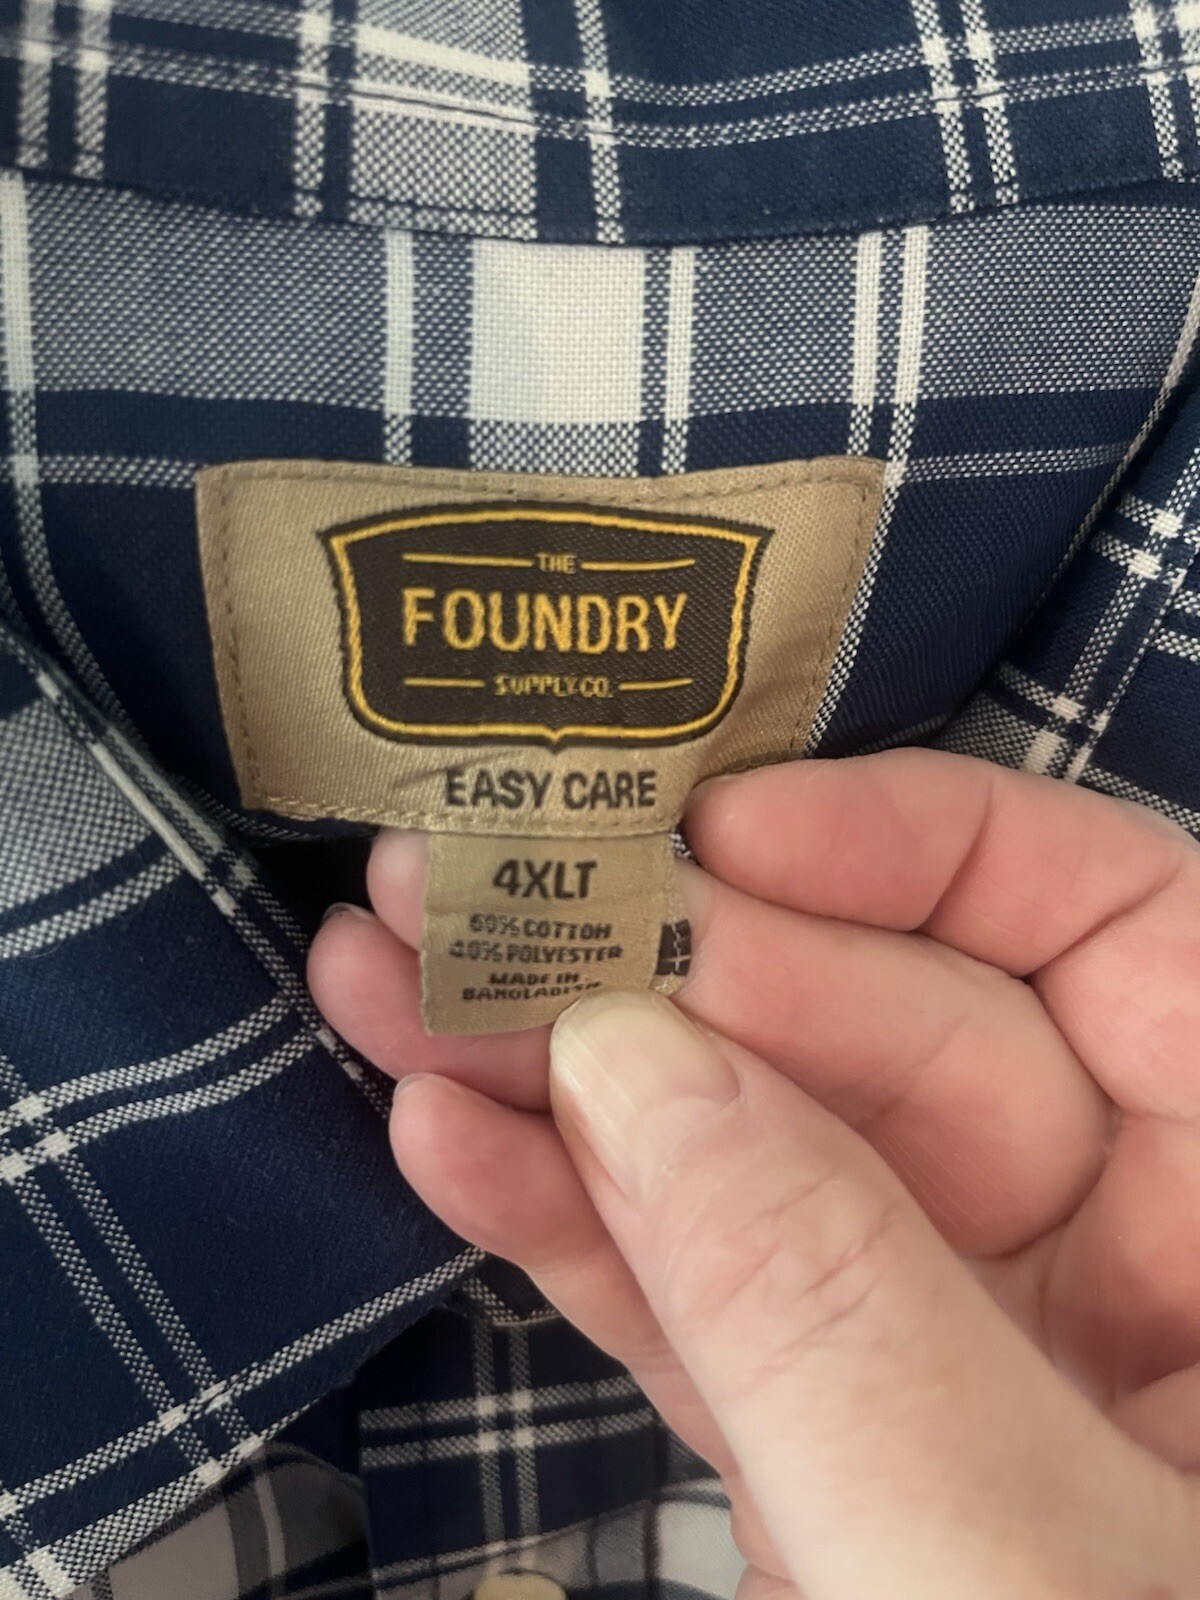 THE
FOUNDRY
SUPPLY CO.
EASY CARE
4XLT
60% COTTON
40% POLYESTER
MADE IN
BANGLADESH